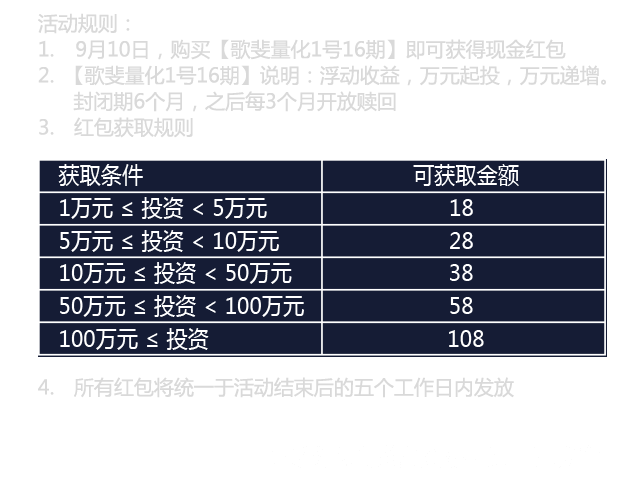 活动规则：
1. 9月10日，购买【歌斐量化1号16期】即可获得现金红包
2. 【歌斐量化1号16期】说明：浮动收益，万元起投，万元递增。
封闭期6个月，之后每3个月开放赎回
3. 红包获取规则
获取条件 可获取金额
1万元 ≤ 投资 < 5万元 18
5万元 ≤ 投资 < 10万元 28
10万元 ≤ 投资 < 50万元 38
50万元 ≤ 投资 < 100万元 58
100万元 ≤ 投资 108
4. 所有红包将统一于活动结束后的五个工作日内发放